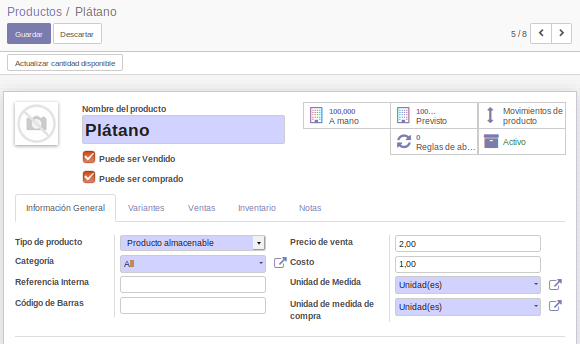 Productos / Plátano
Guardar Descartar 5 / 8
Actualizar cantidad disponible
Nombre del producto
Plátano
Puede ser Vendido
Puede ser comprado
100,000
A mano
100...
Previsto
Movimientos de
producto
0
Reglas de ab...
Activo
Información General Variantes Ventas Inventario Notas
Tipo de producto Producto almacenable
Categoría All
Referencia Interna
Código de Barras
Precio de venta 2,00
Costo 1,00
Unidad de Medida Unidad(es)
Unidad de medida de
compra Unidad(es)